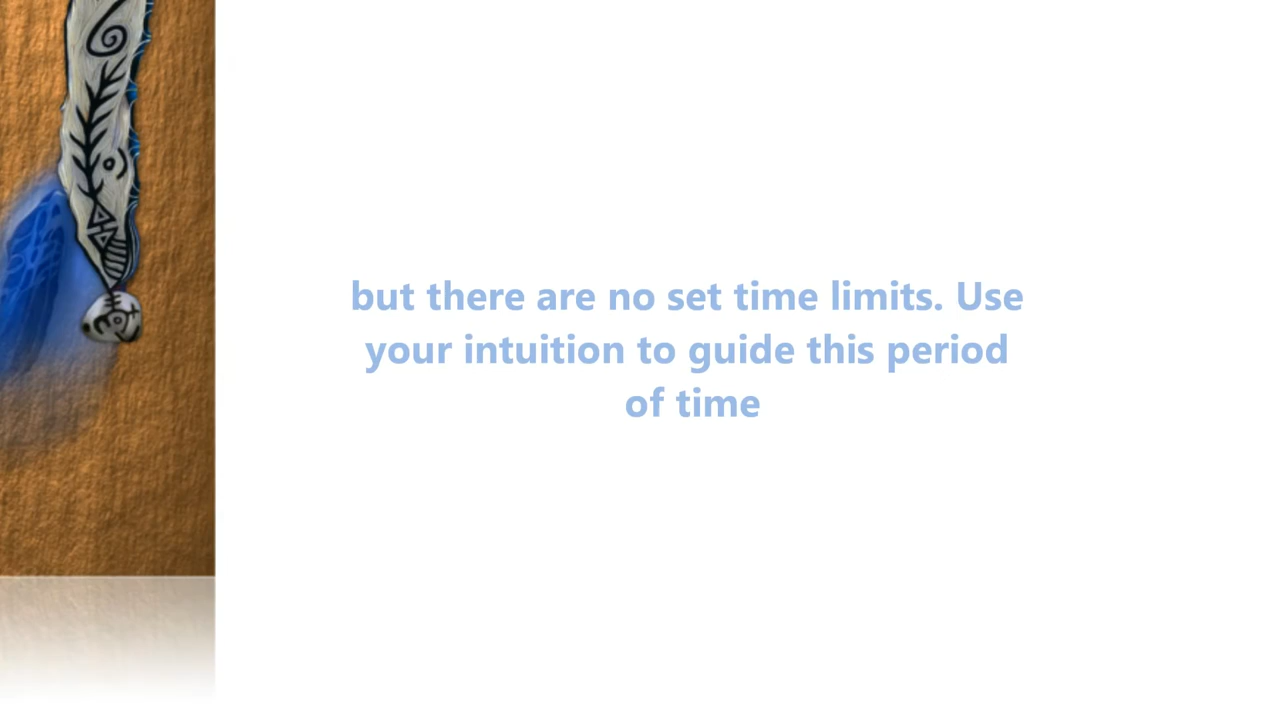 but there are no set time limits. Use
your intuition to guide this period
of time